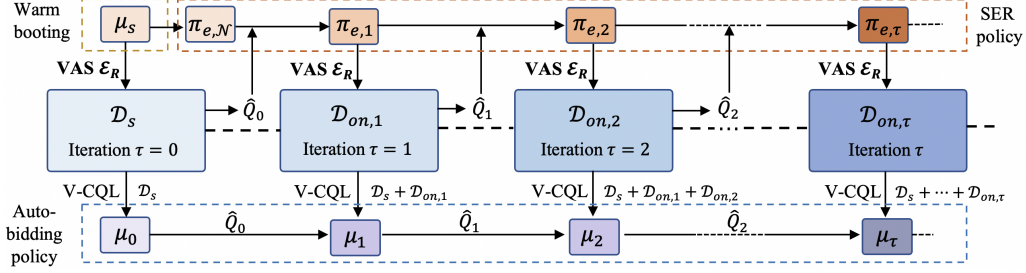 Warm
booting
μ_s
π_{e,𝒩}
π_{e,1}
π_{e,2}
π_{e,τ}
SER
policy
VAS ℰ_R
VAS ℰ_R
VAS ℰ_R
VAS ℰ_R
𝒟_s
Iteration τ = 0
Q̂_0
𝒟_{on,1}
Iteration τ = 1
Q̂_1
𝒟_{on,2}
Iteration τ = 2
Q̂_2
𝒟_{on,τ}
Iteration τ
V-CQL 𝒟_s
V-CQL 𝒟_s + 𝒟_{on,1}
V-CQL 𝒟_s + 𝒟_{on,1} + 𝒟_{on,2}
V-CQL 𝒟_s + ⋯ + 𝒟_{on,τ}
Auto-
bidding
policy
μ_0
Q̂_0
μ_1
Q̂_1
μ_2
Q̂_2
μ_τ